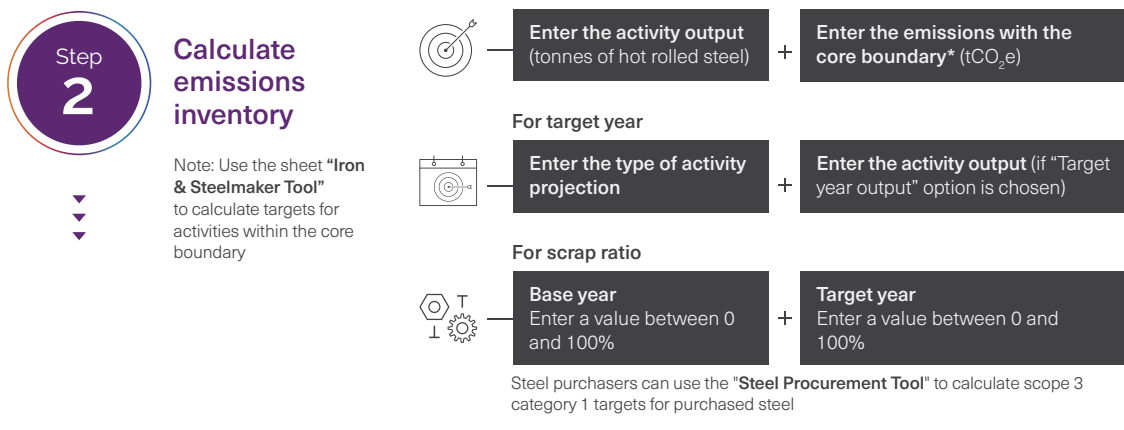 Step
2
Calculate
emissions
inventory
Note: Use the sheet “Iron
& Steelmaker Tool”
to calculate targets for
activities within the core
boundary
Enter the activity output
(tonnes of hot rolled steel)
+
Enter the emissions with the
core boundary* (tCO₂e)
For target year
Enter the type of activity
projection
+
Enter the activity output (if “Target
year output” option is chosen)
For scrap ratio
Base year
Enter a value between 0
and 100%
+
Target year
Enter a value between 0 and
100%
Steel purchasers can use the "Steel Procurement Tool" to calculate scope 3
category 1 targets for purchased steel